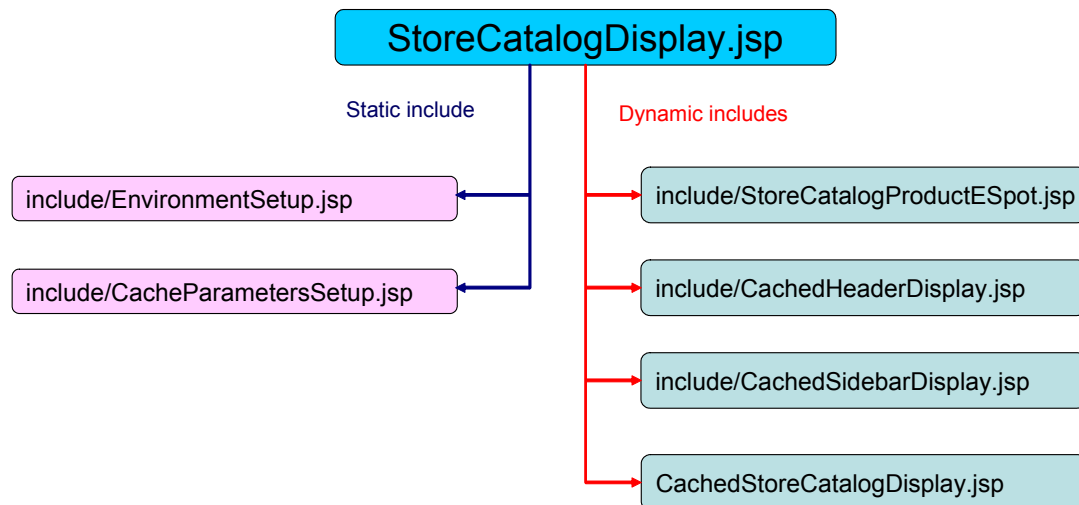 StoreCatalogDisplay.jsp
Static include
Dynamic includes
include/EnvironmentSetup.jsp
include/StoreCatalogProductESpot.jsp
include/CacheParametersSetup.jsp
include/CachedHeaderDisplay.jsp
include/CachedSidebarDisplay.jsp
CachedStoreCatalogDisplay.jsp